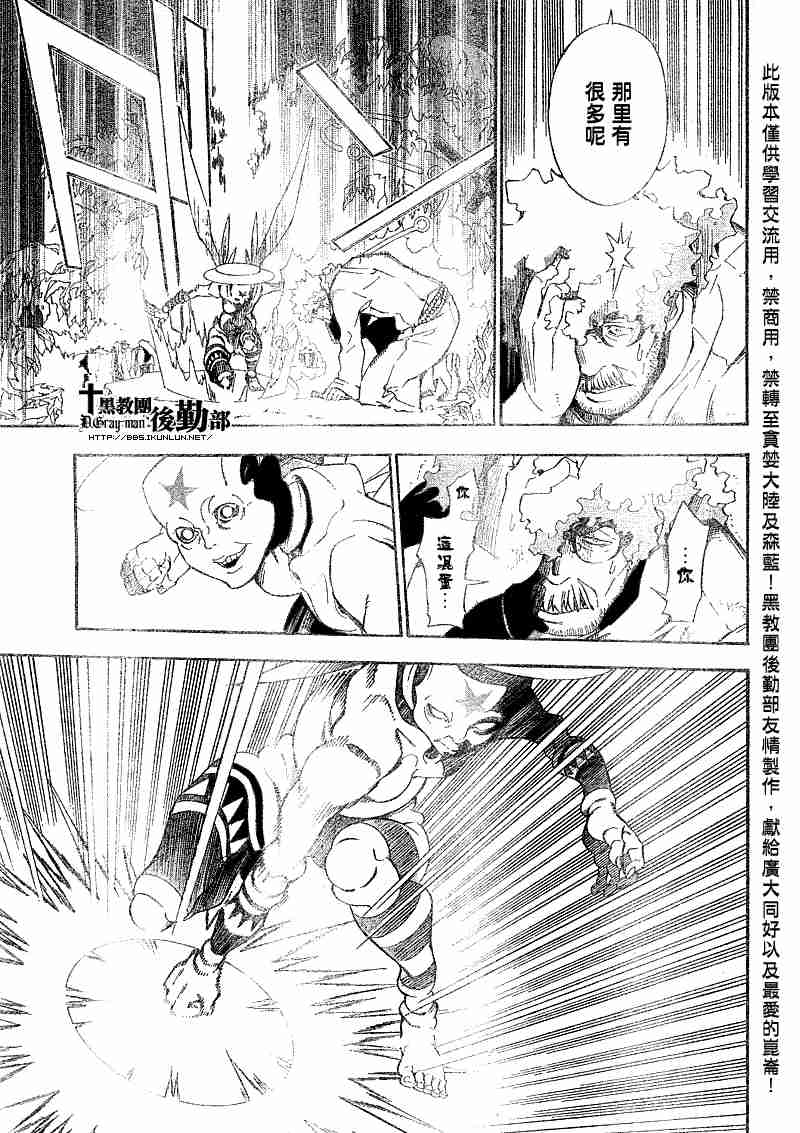 那里有
很多呢
…你
你
這混蛋…
黑教團
D.Gray-man
後勤部
HTTP://BBS.IKUNLUN.NET/
此版本僅供學習交流用，禁商用，禁轉至貪婪大陸及森藍！黑教團後勤部友情製作，獻給廣大同好以及最愛的崑崙！